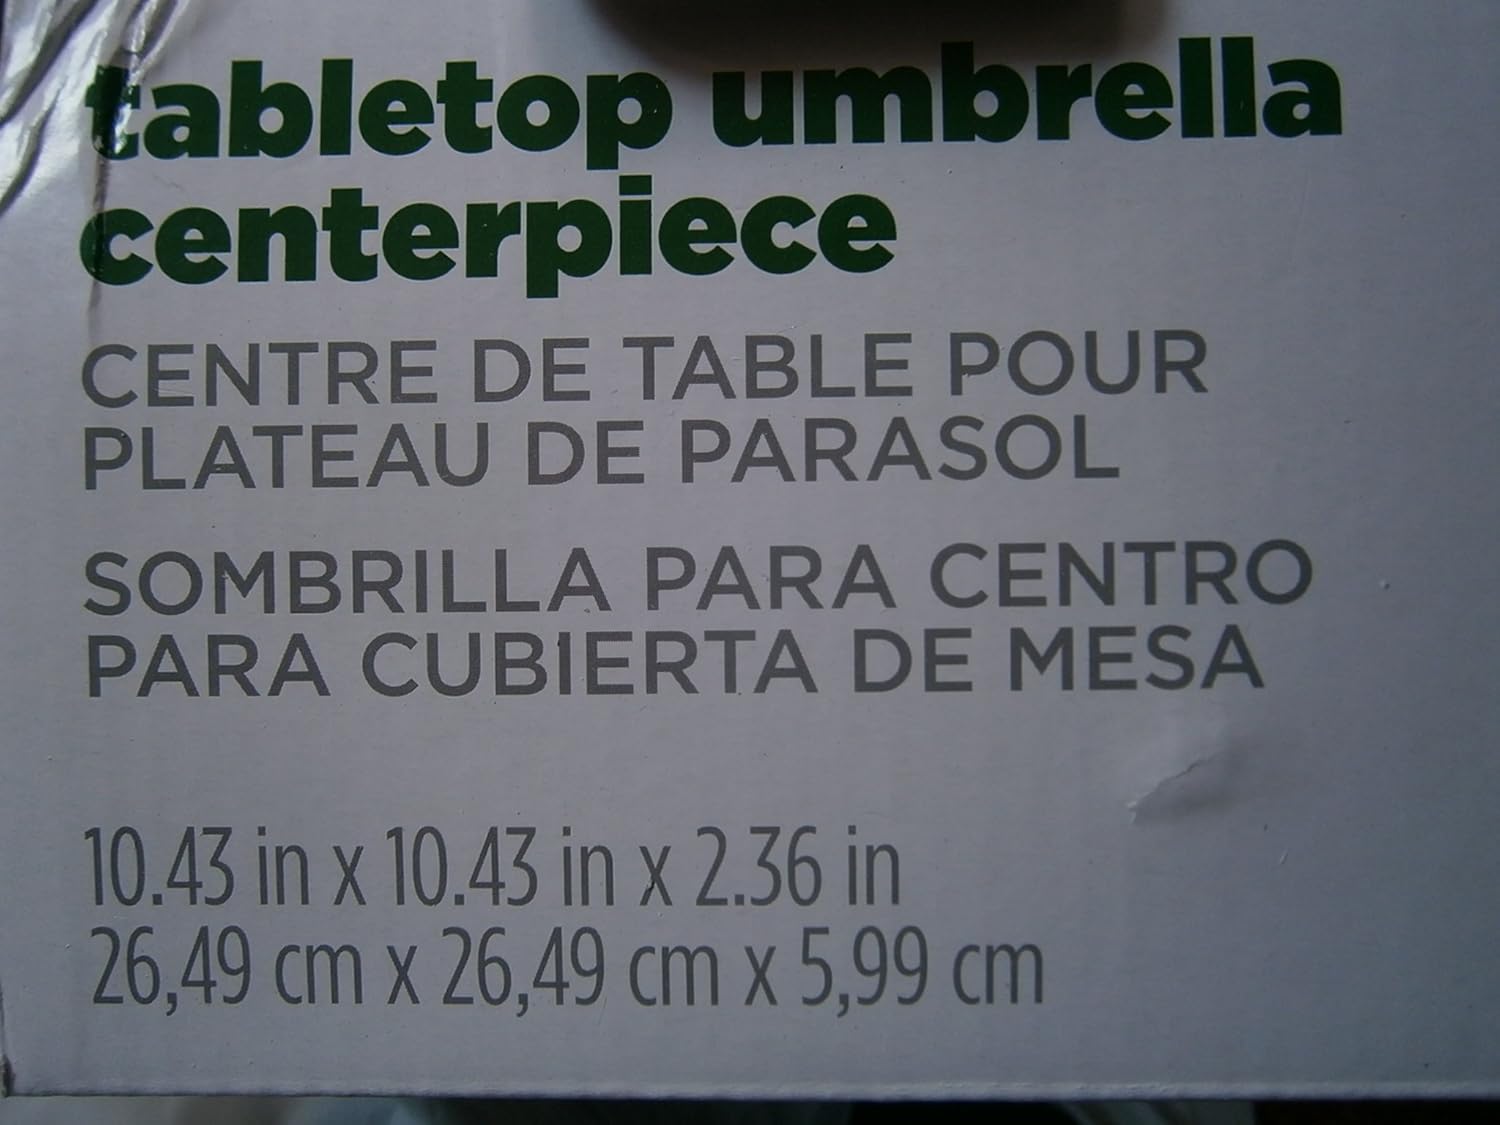 tabletop umbrella
centerpiece
CENTRE DE TABLE POUR
PLATEAU DE PARASOL
SOMBRILLA PARA CENTRO
PARA CUBIERTA DE MESA
10.43 in x 10.43 in x 2.36 in
26,49 cm x 26,49 cm x 5,99 cm